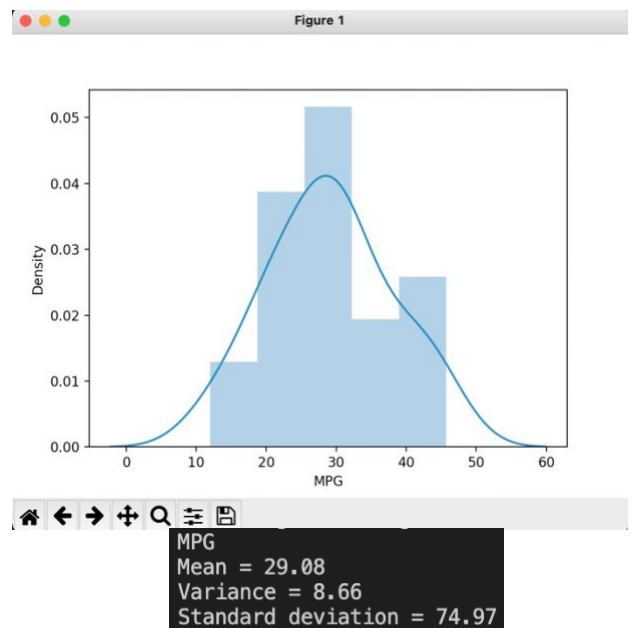 Figure 1
0.05
0.04
0.03
0.02
0.01
0.00
Density
0 10 20 30 40 50 60
MPG
MPG
Mean = 29.08
Variance = 8.66
Standard deviation = 74.97